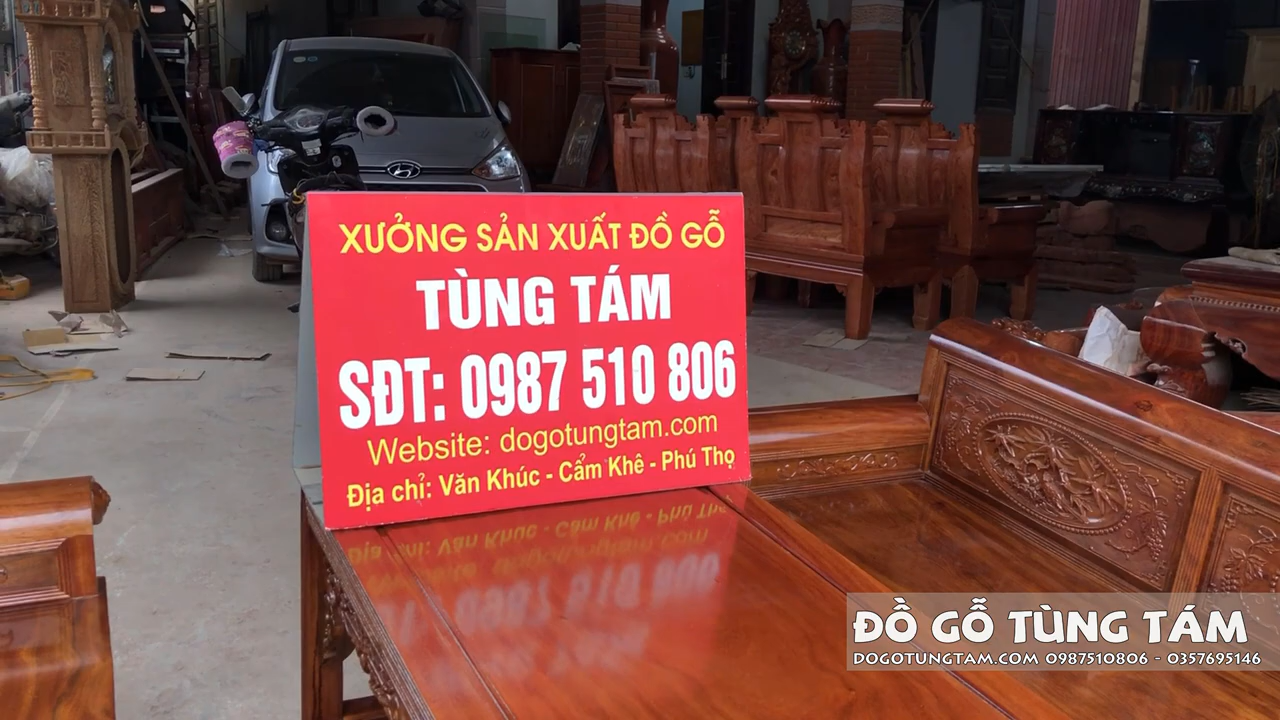 XƯỞNG SẢN XUẤT ĐỒ GỖ
TÙNG TÁM
SĐT: 0987 510 806
Website: dogotungtam.com
Địa chỉ: Văn Khúc - Cẩm Khê - Phú Thọ
ĐỒ GỖ TÙNG TÁM
DOGOTUNGTAM.COM 0987510806 - 0357695146